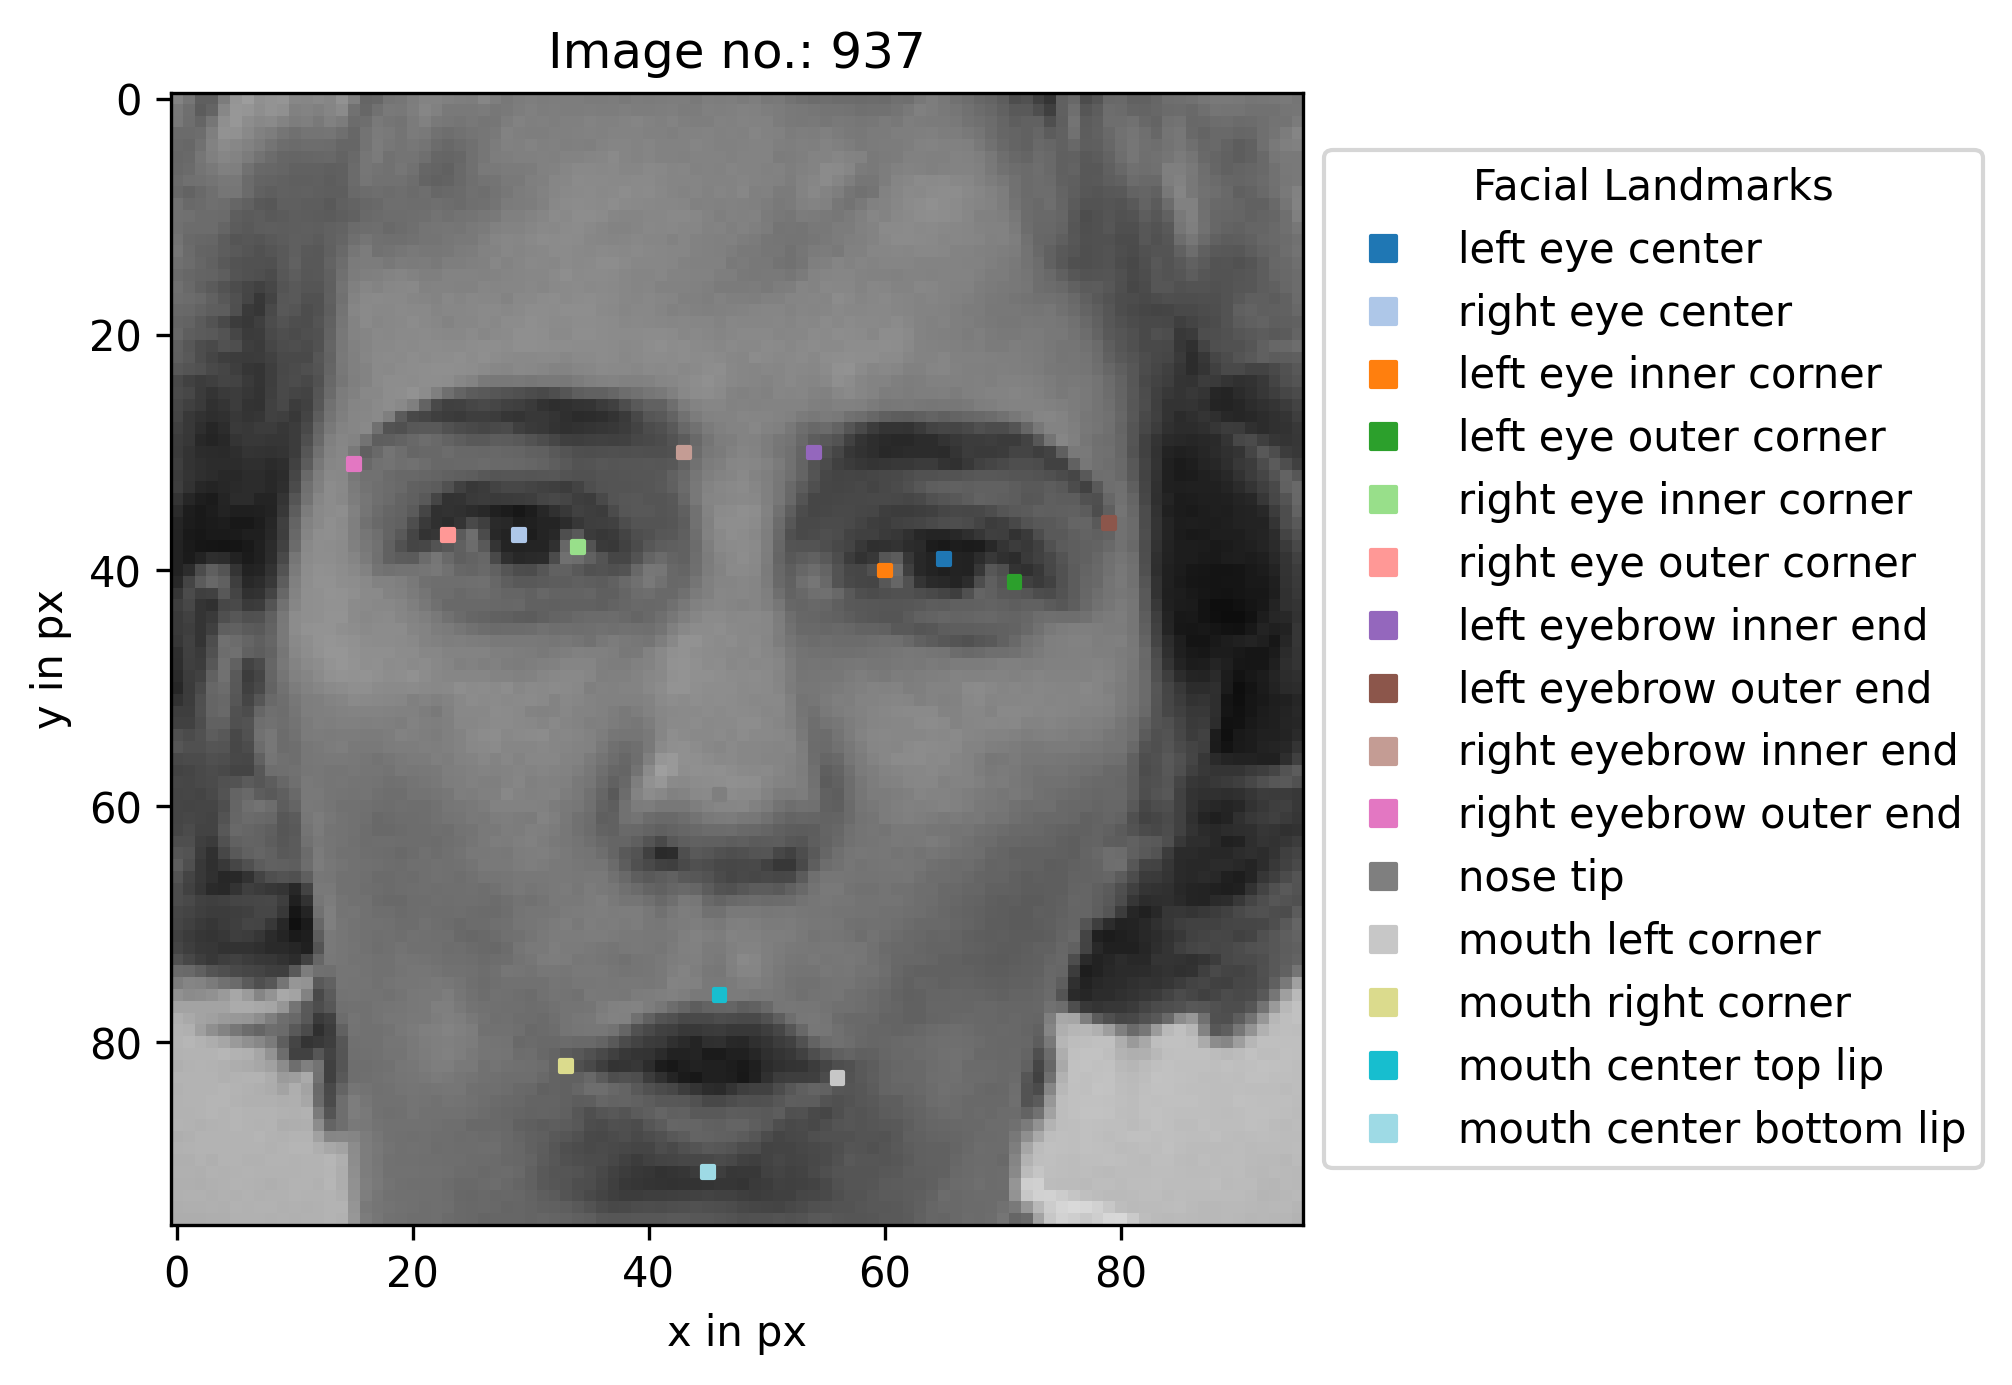 Image no.: 937
0
20
40
60
80
y in px
0 20 40 60 80
x in px
Facial Landmarks
left eye center
right eye center
left eye inner corner
left eye outer corner
right eye inner corner
right eye outer corner
left eyebrow inner end
left eyebrow outer end
right eyebrow inner end
right eyebrow outer end
nose tip
mouth left corner
mouth right corner
mouth center top lip
mouth center bottom lip